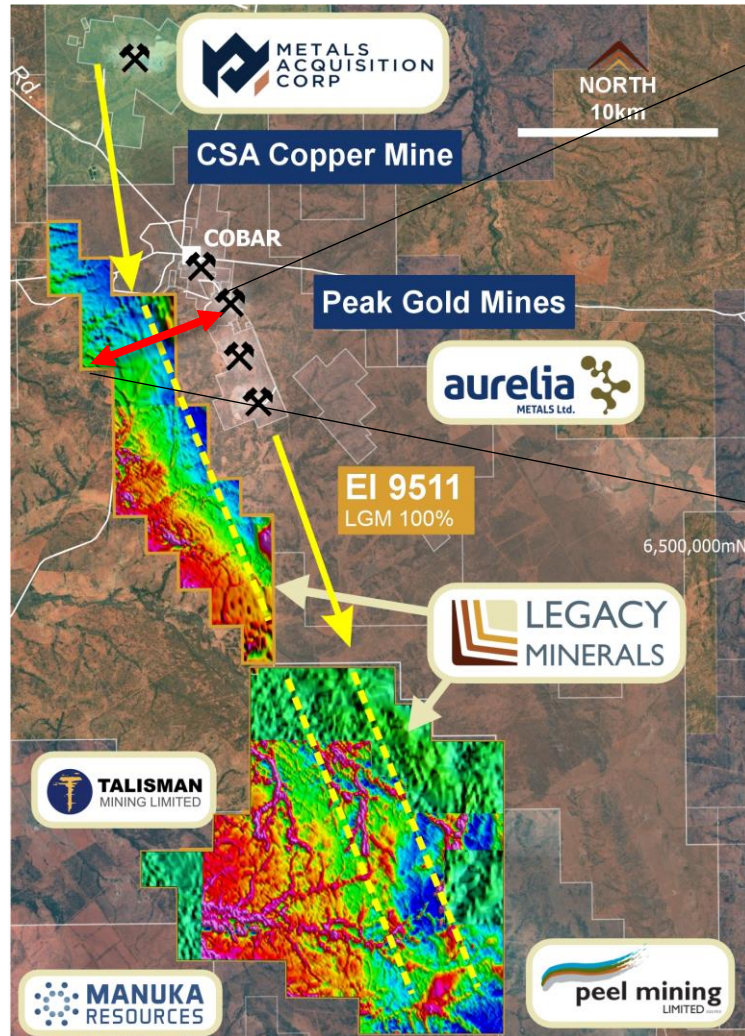 METALS
ACQUISITION
CORP
NORTH
10km
Rd.
CSA Copper Mine
COBAR
Peak Gold Mines
aurelia
METALS Ltd.
El 9511
LGM 100%
6,500,000mN
LEGACY
MINERALS
TALISMAN
MINING LIMITED
MANUKA
RESOURCES
peel mining
LIMITED